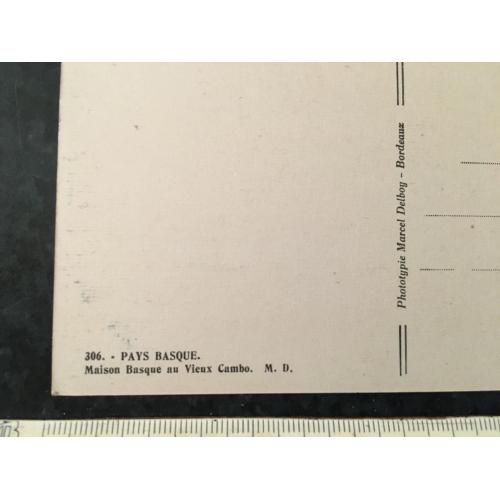 306. - PAYS BASQUE.
Maison Basque au Vieux Cambo. M. D.
Phototypie Marcel Delboy - Bordeaux